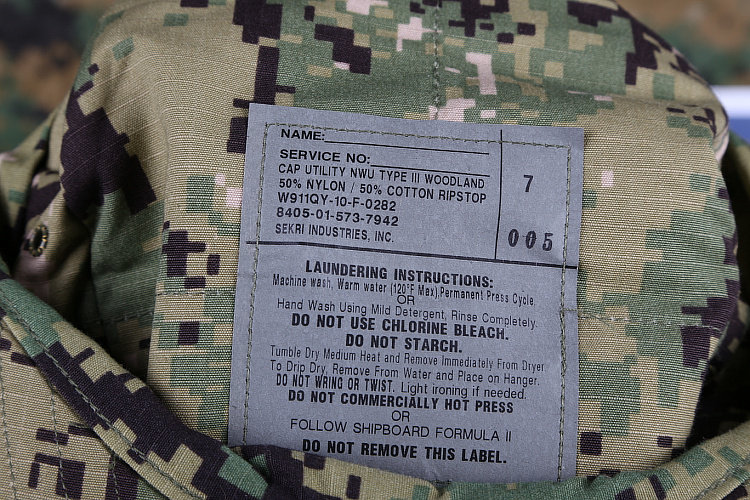 NAME:
SERVICE NO:
CAP UTILITY NWU TYPE III WOODLAND
50% NYLON / 50% COTTON RIPSTOP
W911QY-10-F-0282
8405-01-573-7942
SEKRI INDUSTRIES, INC.
7
005
LAUNDERING INSTRUCTIONS:
Machine wash, Warm water (120°F Max),Permanent Press Cycle
OR
Hand Wash Using Mild Detergent, Rinse Completely.
DO NOT USE CHLORINE BLEACH.
DO NOT STARCH.
Tumble Dry Medium Heat and Remove Immediately From Dryer.
To Drip Dry, Remove From Water and Place on Hanger.
DO NOT WRING OR TWIST. Light ironing if needed.
DO NOT COMMERCIALLY HOT PRESS
OR
FOLLOW SHIPBOARD FORMULA II
DO NOT REMOVE THIS LABEL.